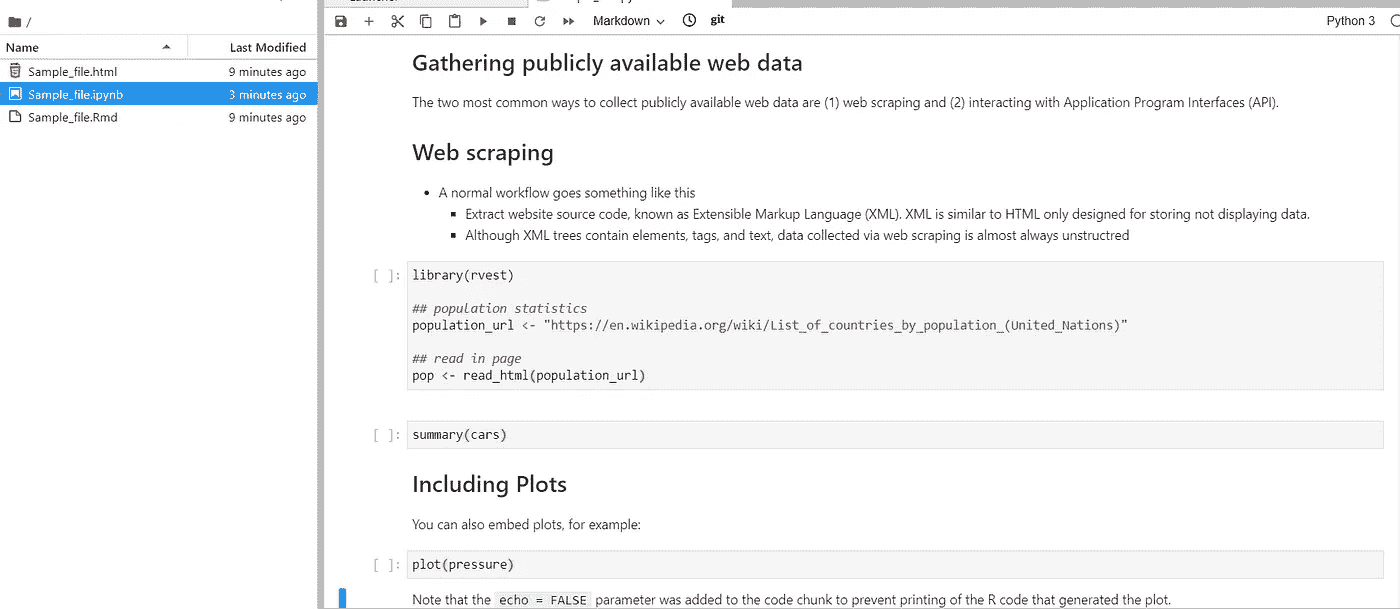 /
Name Last Modified
Sample_file.html 9 minutes ago
Sample_file.ipynb 3 minutes ago
Sample_file.Rmd 9 minutes ago
Markdown git Python 3
Gathering publicly available web data
The two most common ways to collect publicly available web data are (1) web scraping and (2) interacting with Application Program Interfaces (API).
Web scraping
• A normal workflow goes something like this
▪ Extract website source code, known as Extensible Markup Language (XML). XML is similar to HTML only designed for storing not displaying data.
▪ Although XML trees contain elements, tags, and text, data collected via web scraping is almost always unstructred
[ ]: library(rvest)
## population statistics
population_url <- "https://en.wikipedia.org/wiki/List_of_countries_by_population_(United_Nations)"
## read in page
pop <- read_html(population_url)
[ ]: summary(cars)
Including Plots
You can also embed plots, for example:
[ ]: plot(pressure)
Note that the echo = FALSE parameter was added to the code chunk to prevent printing of the R code that generated the plot.